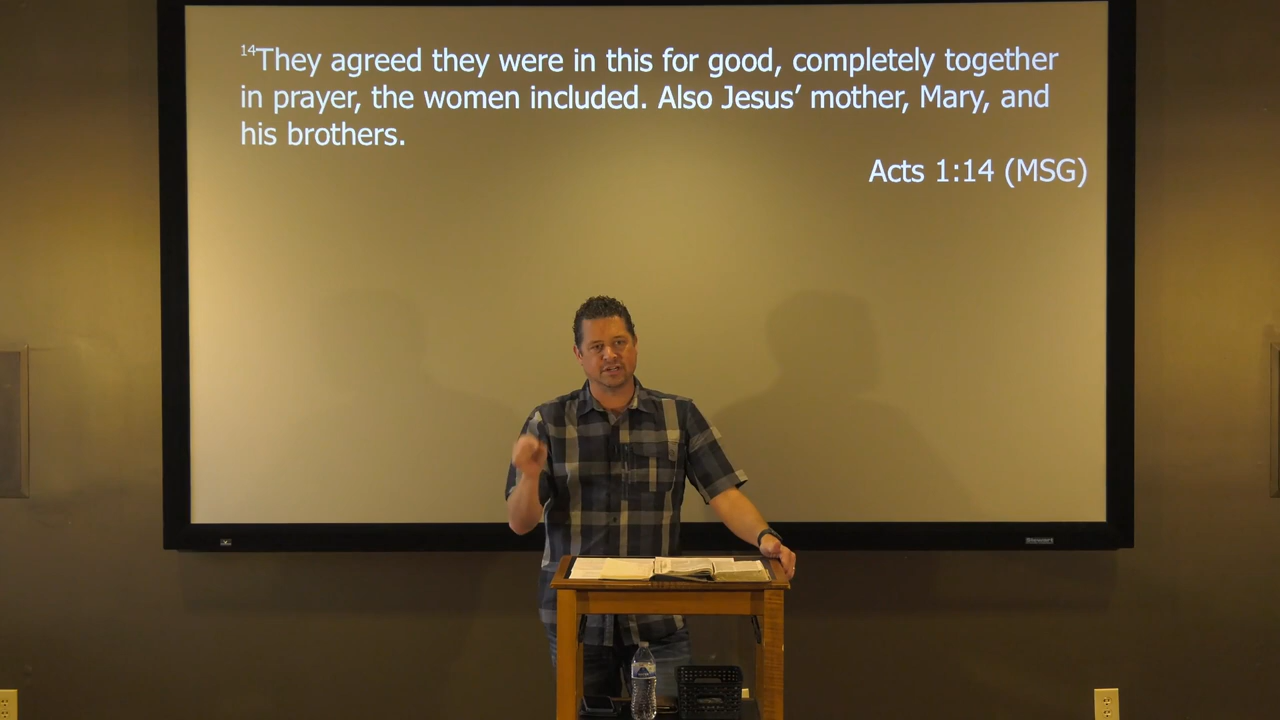 ¹⁴They agreed they were in this for good, completely together
in prayer, the women included. Also Jesus’ mother, Mary, and
his brothers.
Acts 1:14 (MSG)
Stewart